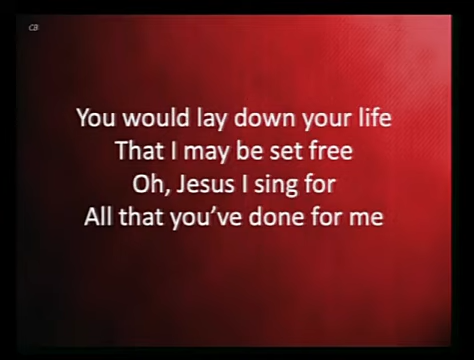 CB
You would lay down your life
That I may be set free
Oh, Jesus I sing for
All that you've done for me